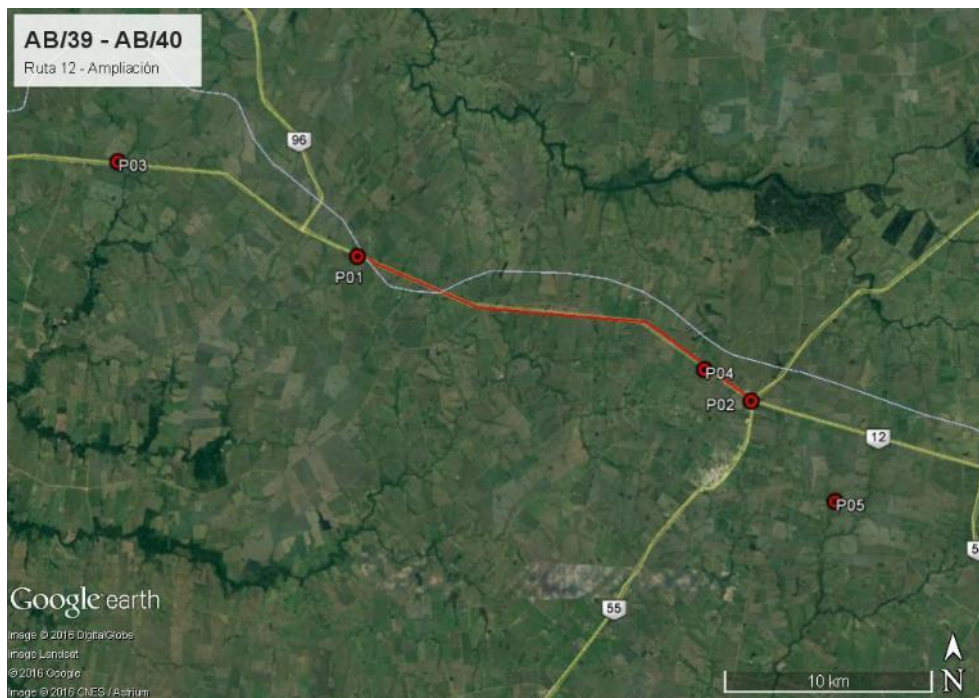 AB/39 - AB/40
Ruta 12 - Ampliación
96
P03
P01
P04
P02
12
P05
5
55
Google earth
Image © 2016 DigitalGlobe
Image Landsat
© 2016 Google
Image © 2016 CNES / Astrium
10 km
N